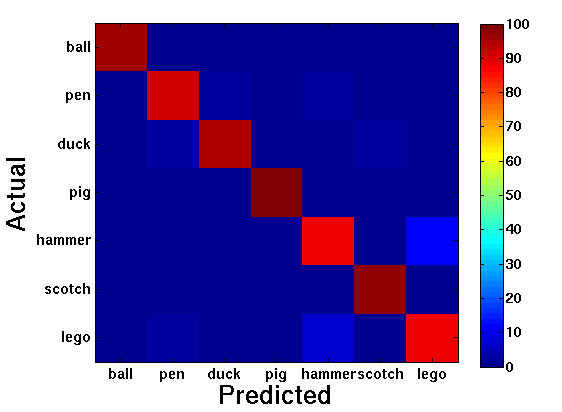 100
ball
90
pen
80
70
duck
60
Actual
pig
50
40
hammer
30
20
scotch
10
lego
0
ball pen duck pig hammer scotch lego
Predicted